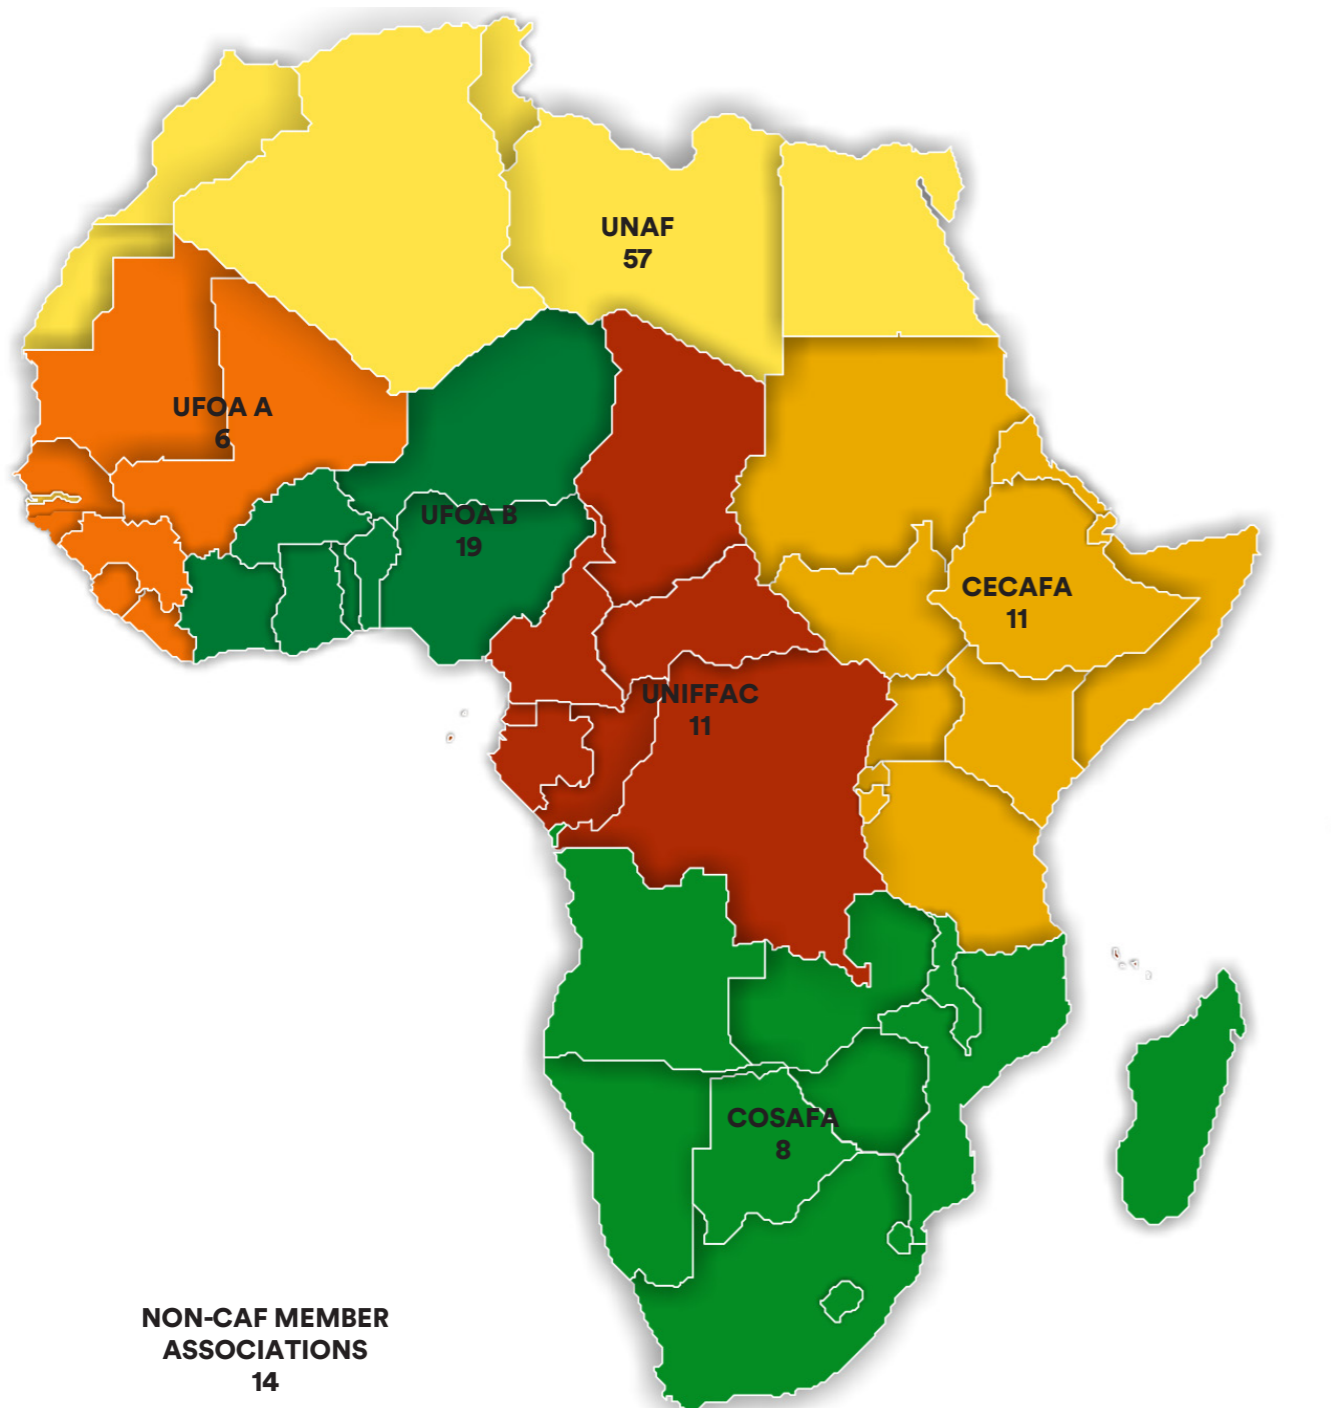 UNAF
57
UFOA A
6
UFOA B
19
CECAFA
11
UNIFFAC
11
COSAFA
8
NON-CAF MEMBER
ASSOCIATIONS
14